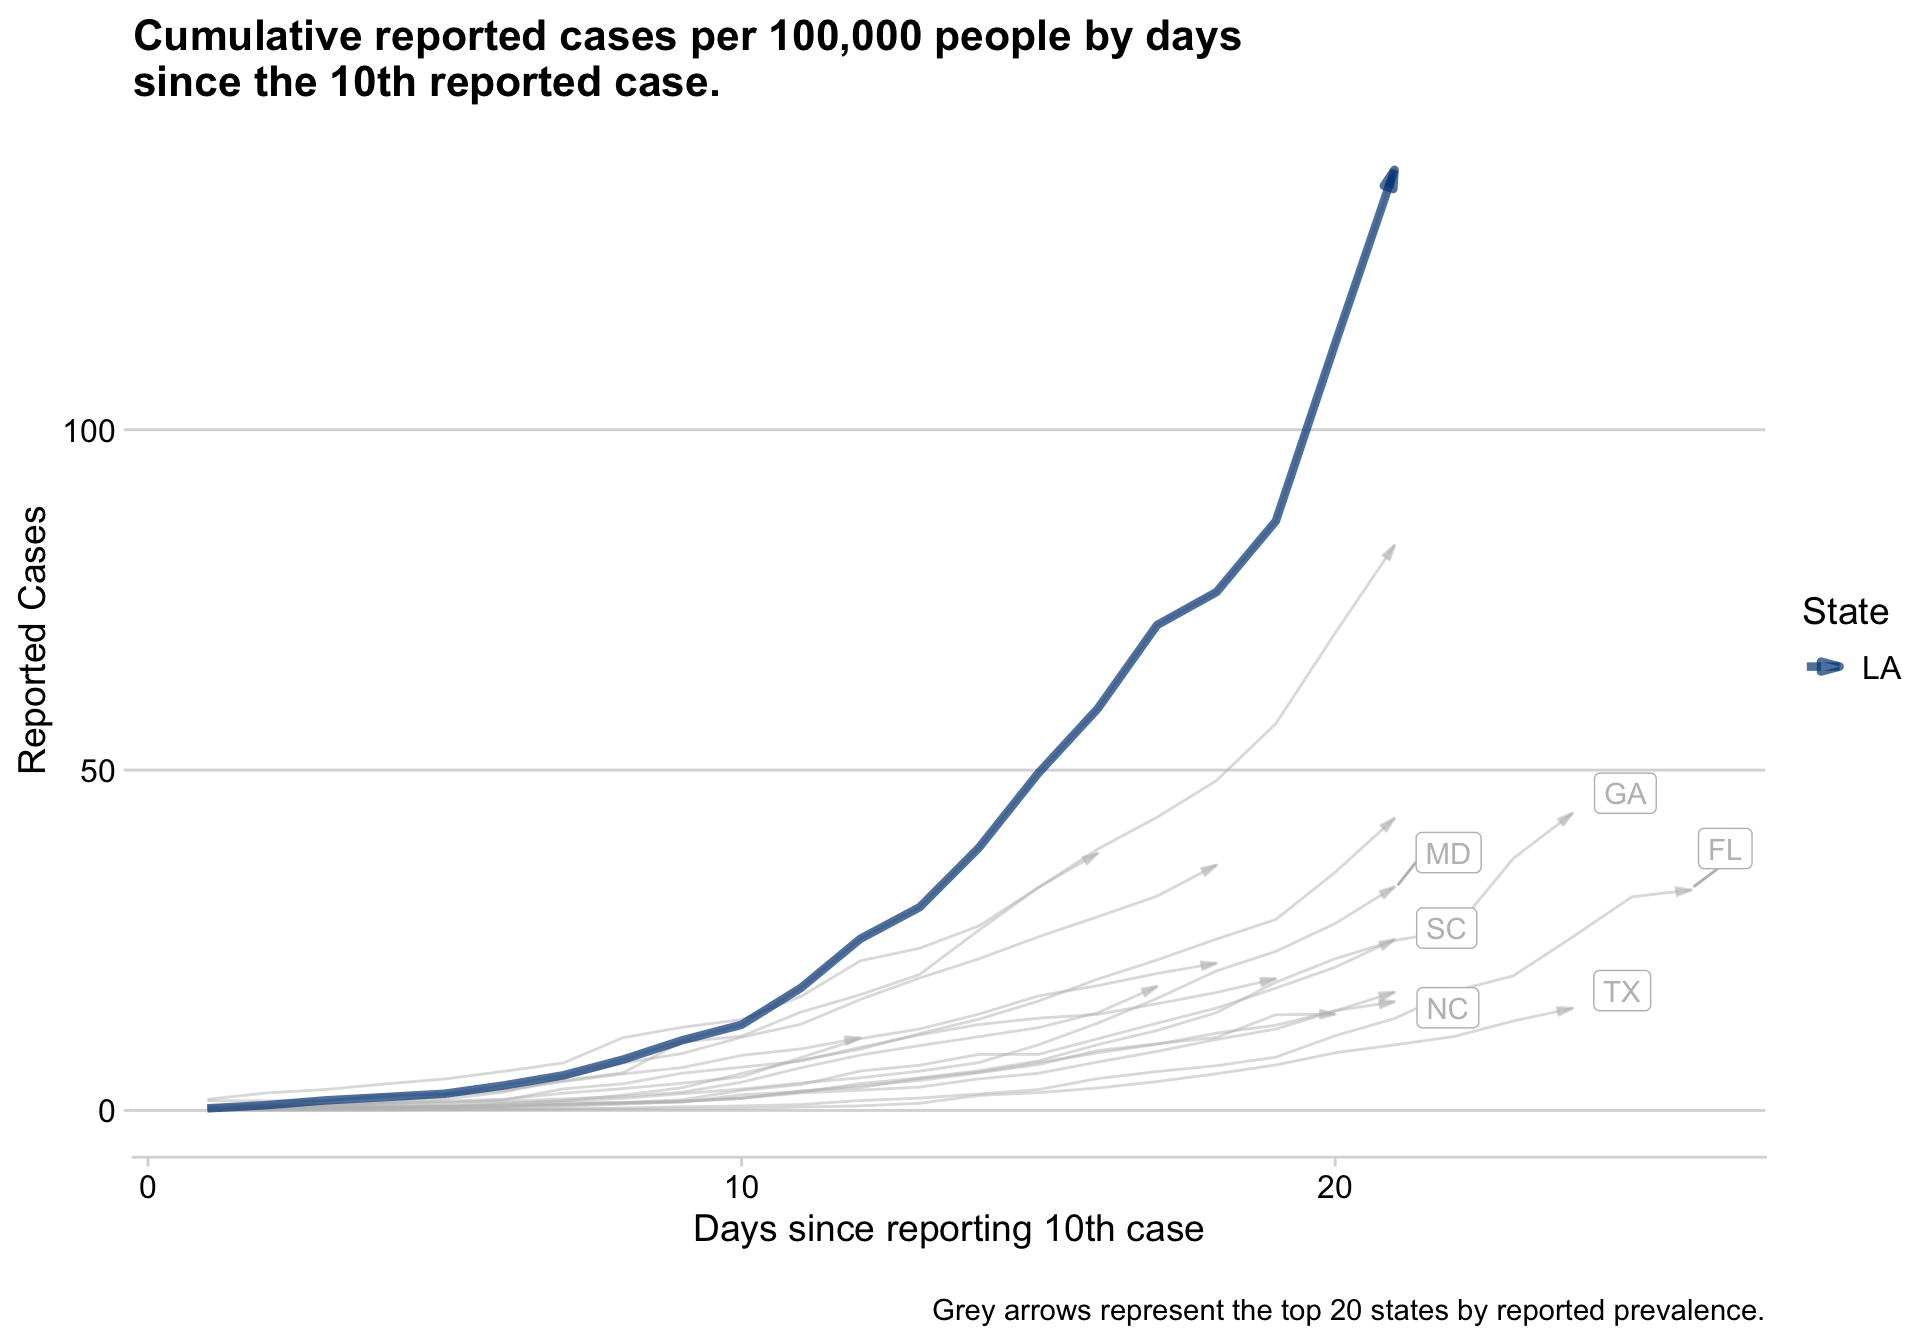 Cumulative reported cases per 100,000 people by days
since the 10th reported case.
Reported Cases
100
50
0
GA
MD
FL
SC
TX
NC
State
LA
0
10
20
Days since reporting 10th case
Grey arrows represent the top 20 states by reported prevalence.